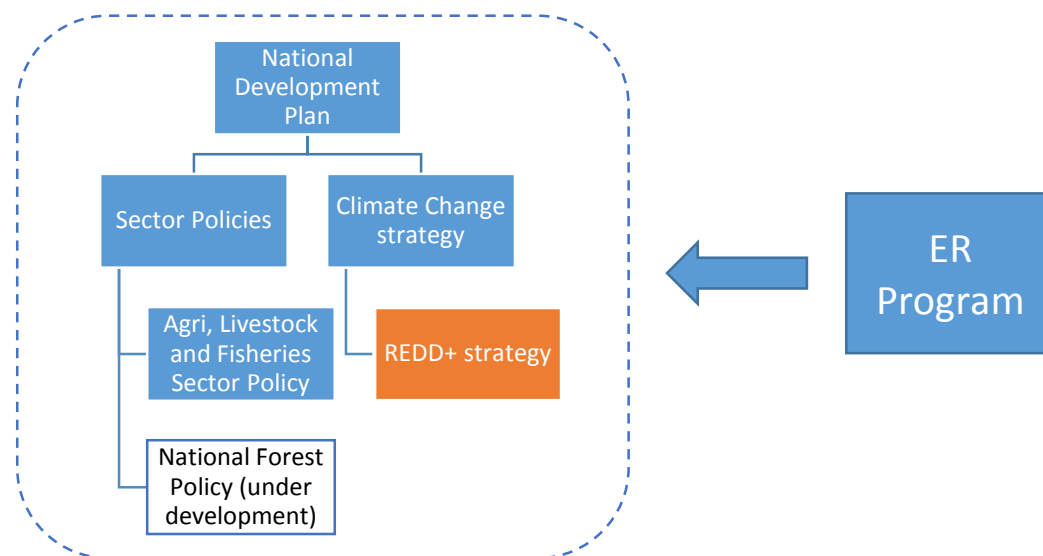 National
Development
Plan
Sector Policies
Climate Change
strategy
Agri, Livestock
and Fisheries
Sector Policy
REDD+ strategy
National Forest
Policy (under
development)
ER
Program